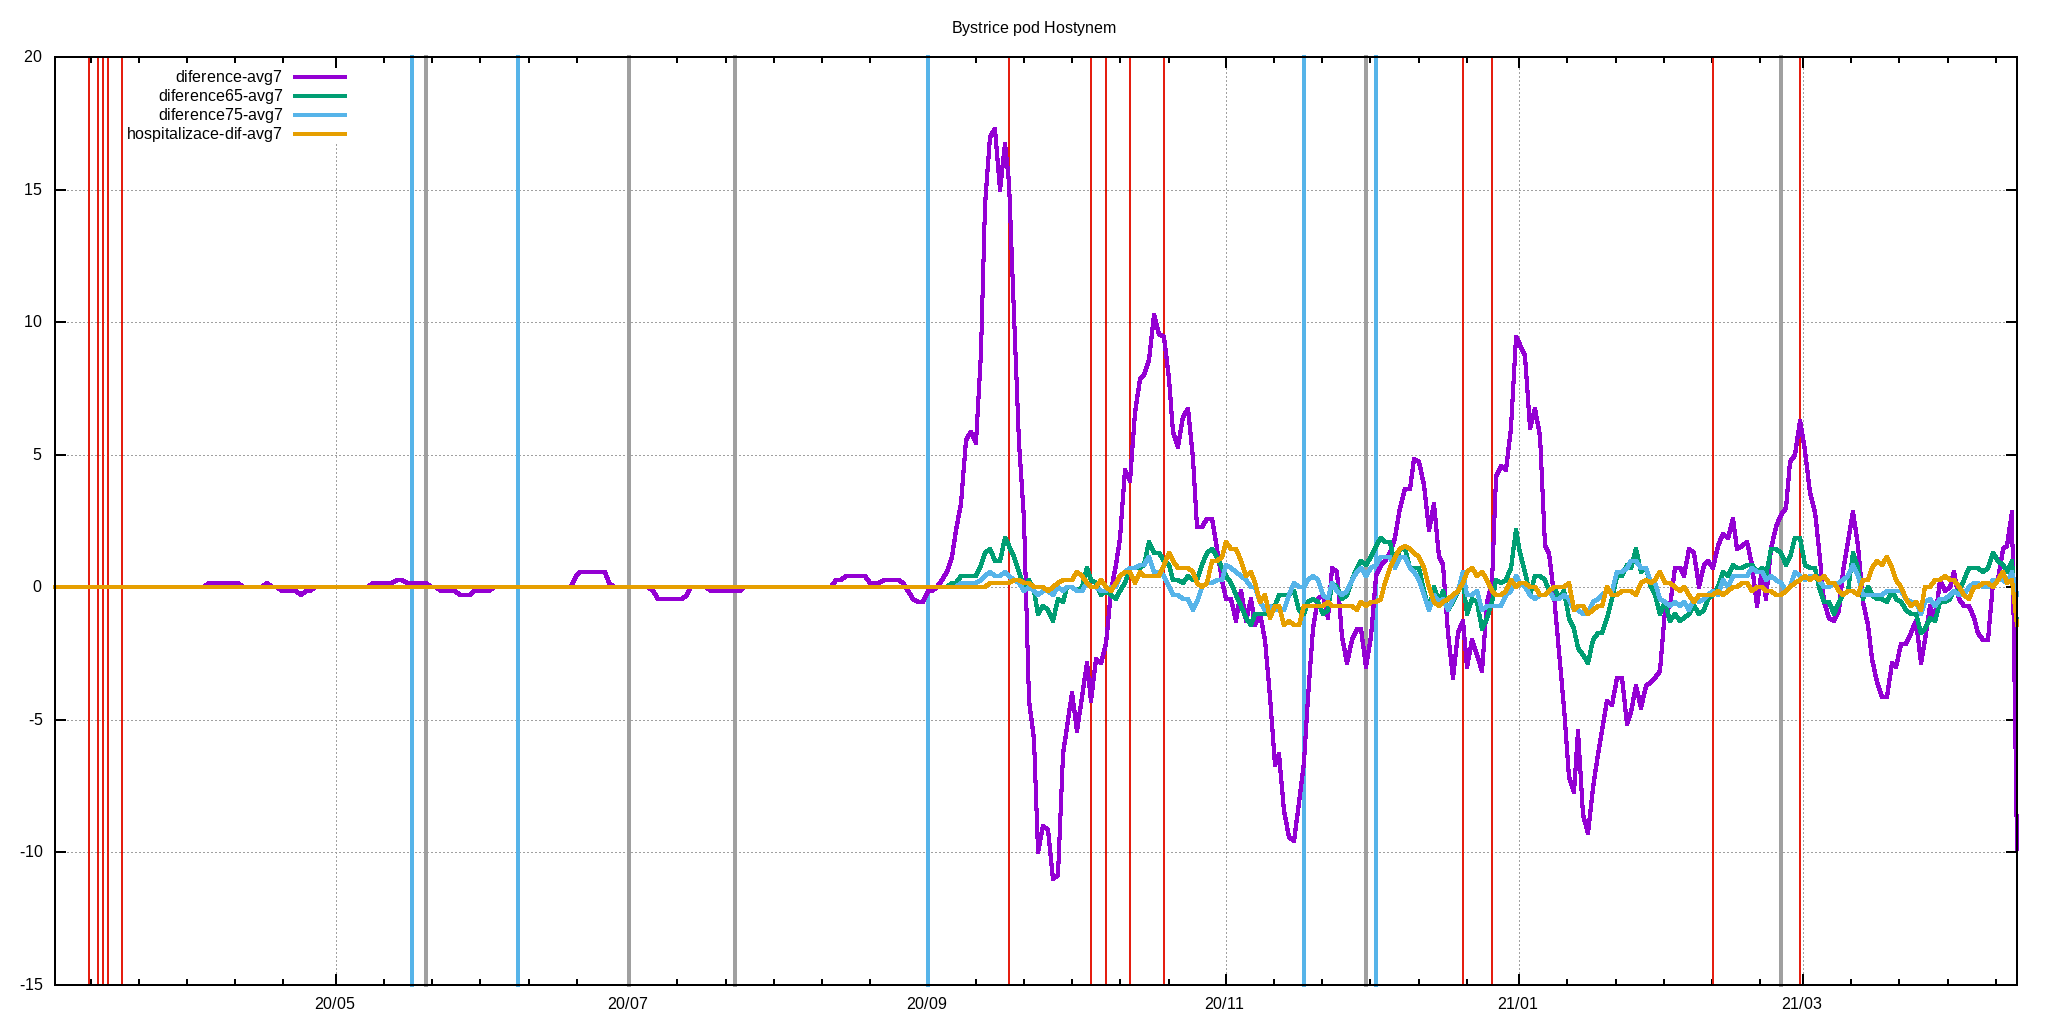 Bystrice pod Hostynem
20
15
10
5
0
-5
-10
-15
diference-avg7
diference65-avg7
diference75-avg7
hospitalizace-dif-avg7
20/05
20/07
20/09
20/11
21/01
21/03